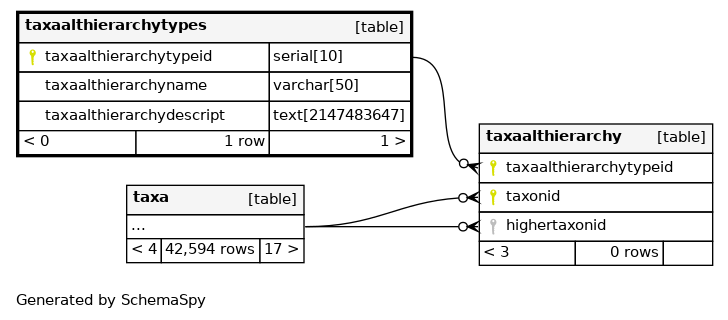 taxaalthierarchytypes [table]
taxaalthierarchytypeid serial[10]
taxaalthierarchyname varchar[50]
taxaalthierarchydescript text[2147483647]
< 0 1 row 1 >
taxaalthierarchy [table]
taxaalthierarchytypeid
taxonid
highertaxonid
< 3 0 rows
taxa [table]
...
< 4 42,594 rows 17 >
Generated by SchemaSpy